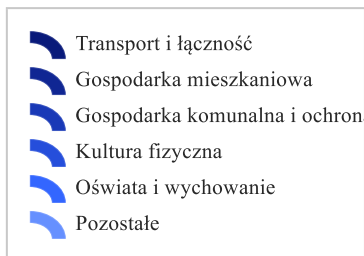 Transport i łączność
Gospodarka mieszkaniowa
Gospodarka komunalna i ochron
Kultura fizyczna
Oświata i wychowanie
Pozostałe